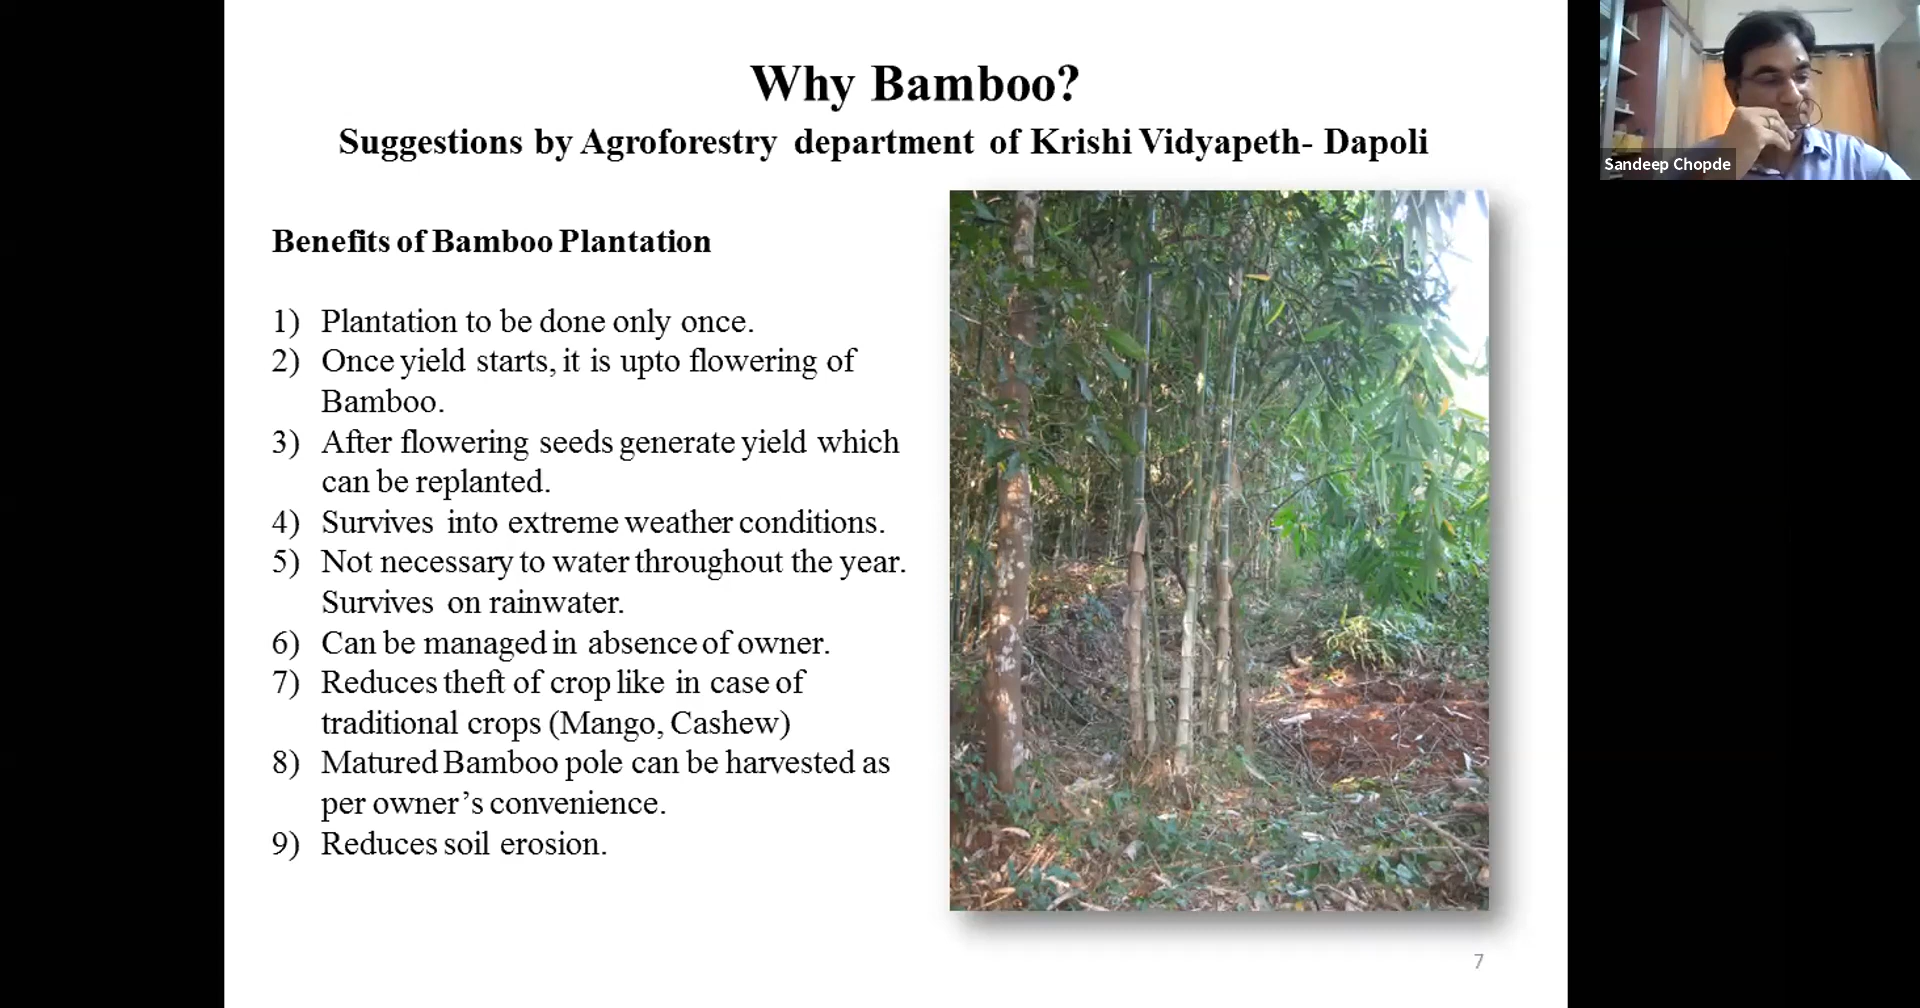 Why Bamboo?
Suggestions by Agroforestry department of Krishi Vidyapeth- Dapoli
Sandeep Chopde
Benefits of Bamboo Plantation
1) Plantation to be done only once.
2) Once yield starts, it is upto flowering of
Bamboo.
3) After flowering seeds generate yield which
can be replanted.
4) Survives into extreme weather conditions.
5) Not necessary to water throughout the year.
Survives on rainwater.
6) Can be managed in absence of owner.
7) Reduces theft of crop like in case of
traditional crops (Mango, Cashew)
8) Matured Bamboo pole can be harvested as
per owner’s convenience.
9) Reduces soil erosion.
7